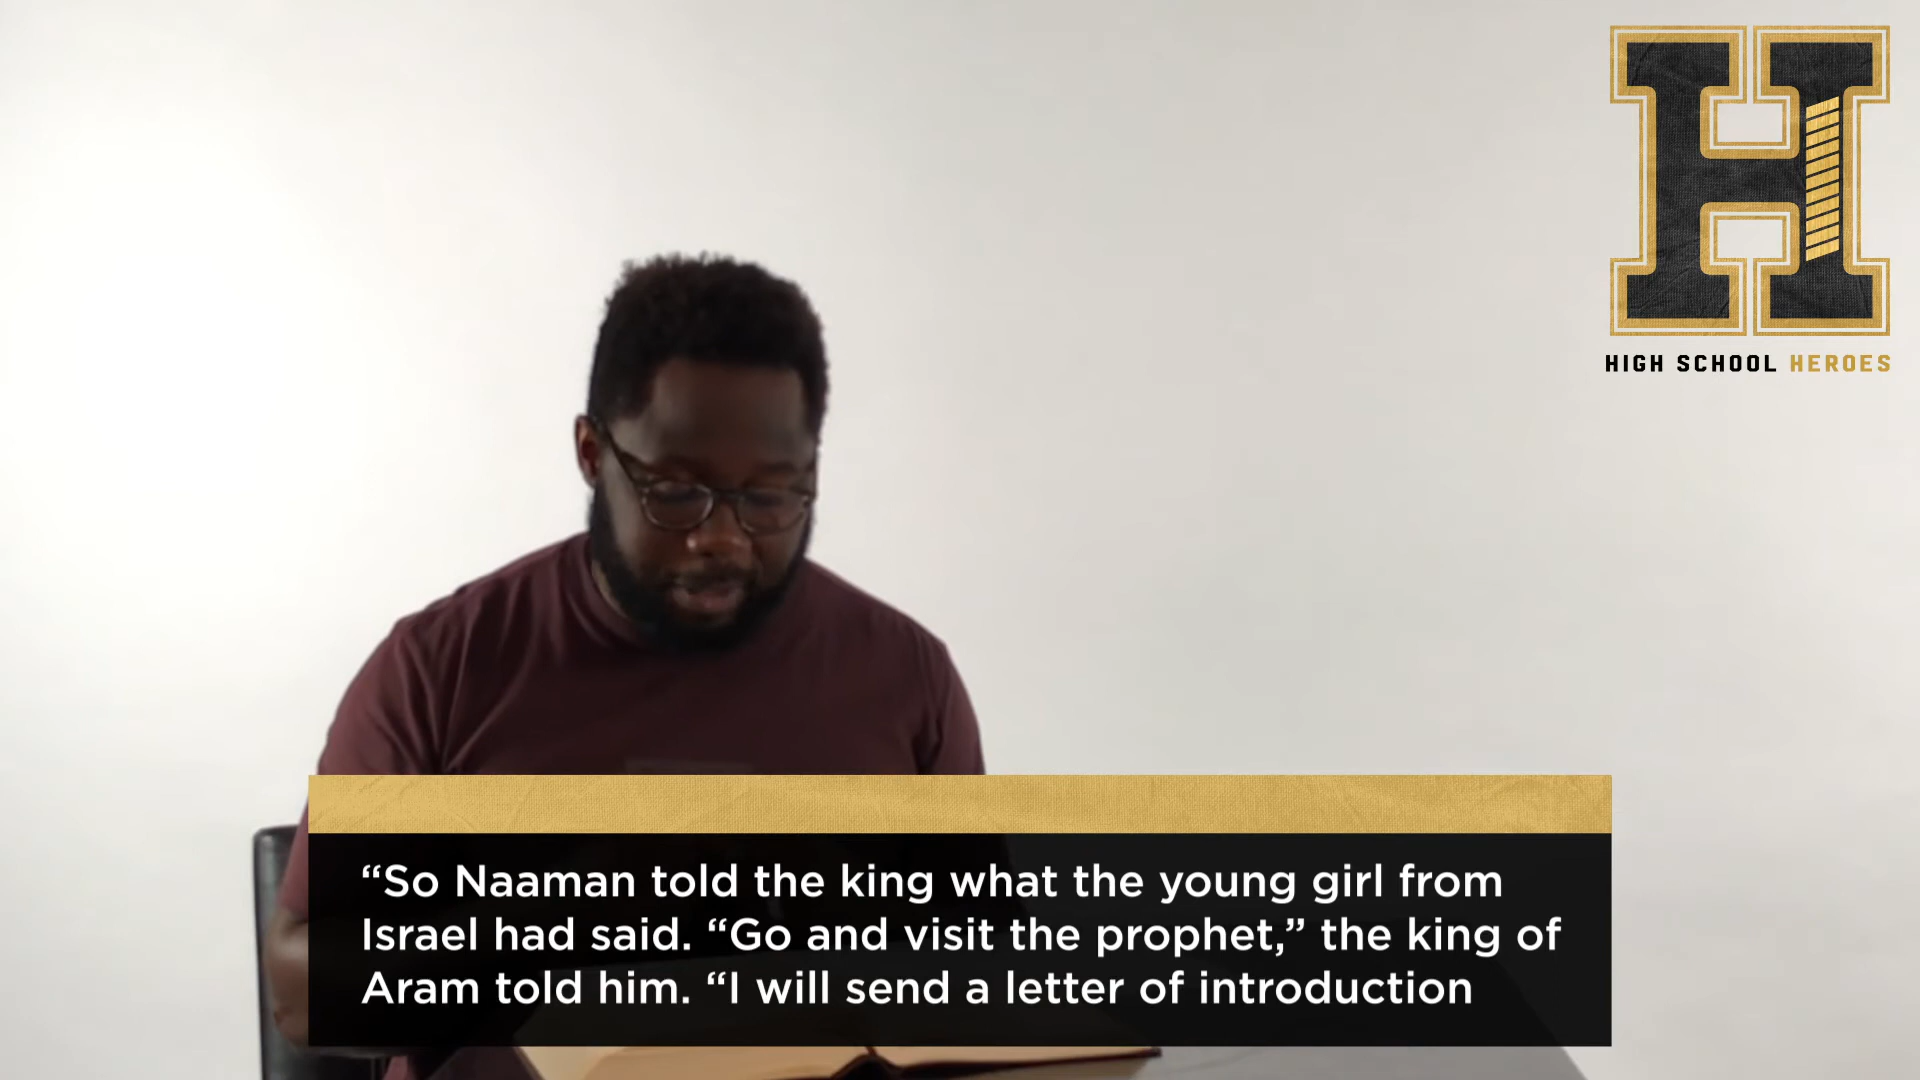 H
HIGH SCHOOL HEROES
“So Naaman told the king what the young girl from
Israel had said. “Go and visit the prophet,” the king of
Aram told him. “I will send a letter of introduction